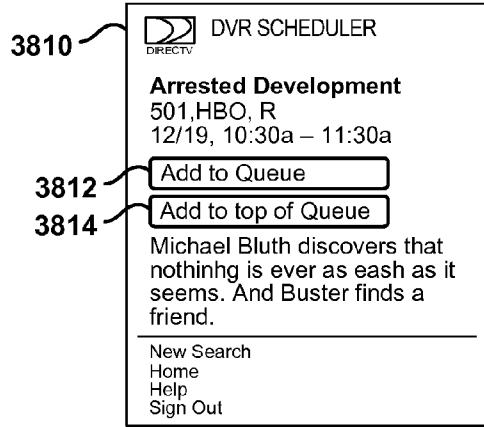 3810
DIRECTV
DVR SCHEDULER
Arrested Development
501,HBO, R
12/19, 10:30a – 11:30a
3812
Add to Queue
3814
Add to top of Queue
Michael Bluth discovers that
nothinhg is ever as eash as it
seems. And Buster finds a
friend.
New Search
Home
Help
Sign Out